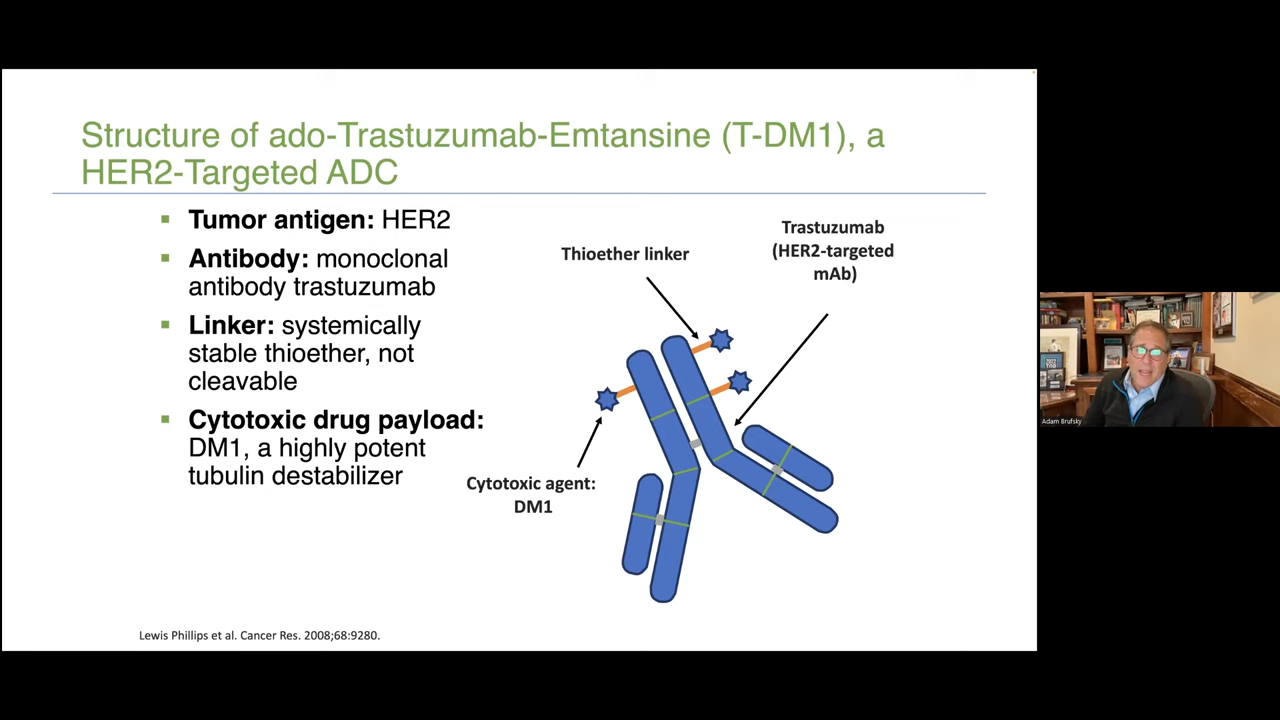 Structure of ado-Trastuzumab-Emtansine (T-DM1), a
HER2-Targeted ADC
Tumor antigen: HER2
Antibody: monoclonal
antibody trastuzumab
Linker: systemically
stable thioether, not
cleavable
Cytotoxic drug payload:
DM1, a highly potent
tubulin destabilizer
Thioether linker
Trastuzumab
(HER2-targeted
mAb)
Cytotoxic agent:
DM1
Lewis Phillips et al. Cancer Res. 2008;68:9280.
Adam Brufsky